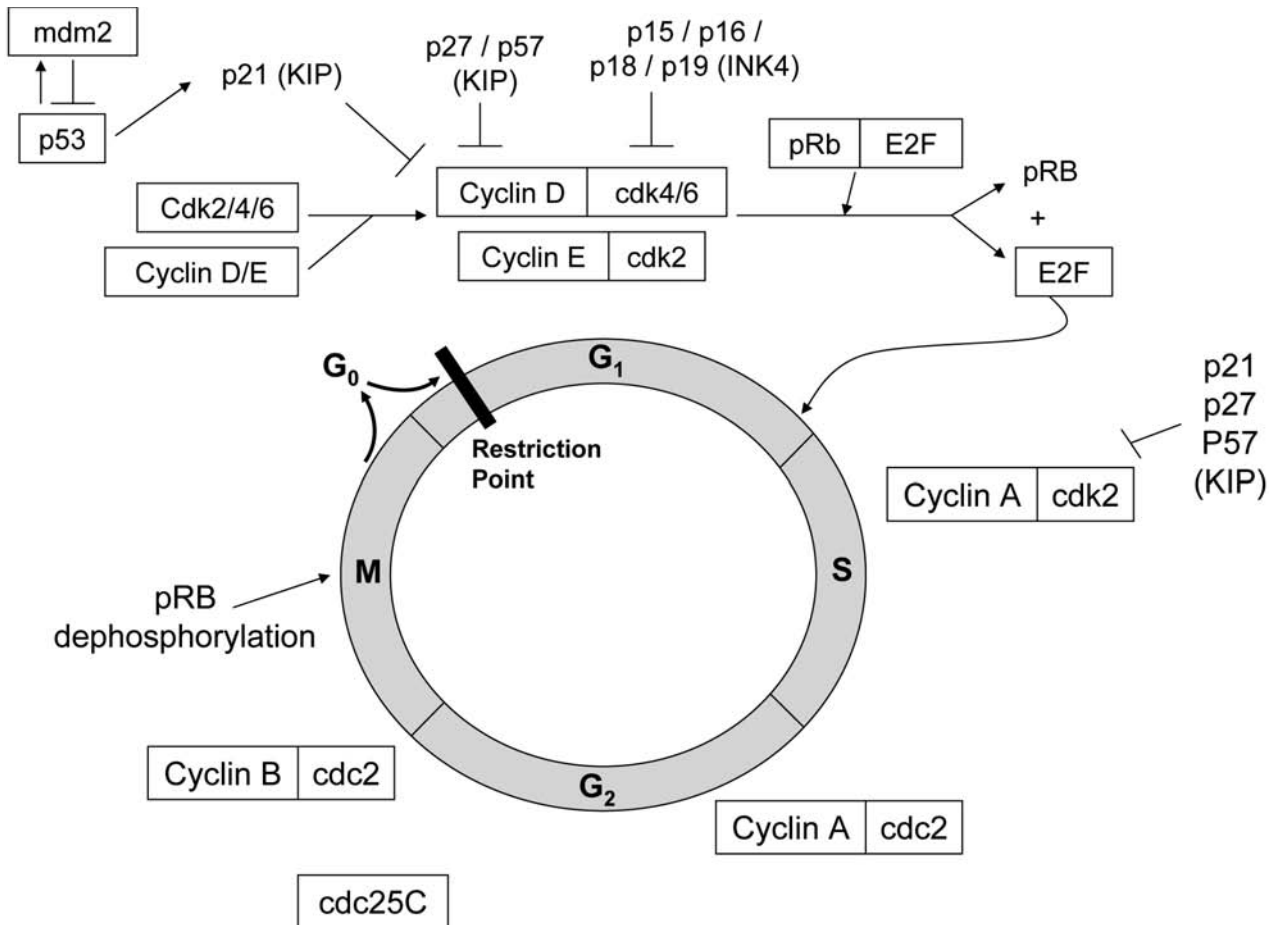 mdm2
p53
p21 (KIP)
p27 / p57
(KIP)
p15 / p16 /
p18 / p19 (INK4)
Cdk2/4/6
Cyclin D/E
Cyclin D cdk4/6
Cyclin E cdk2
pRb E2F
pRB
+
E2F
G₀
G₁
Restriction
Point
p21
p27
P57
(KIP)
Cyclin A cdk2
M
S
pRB
dephosphorylation
Cyclin B cdc2
G₂
Cyclin A cdc2
cdc25C